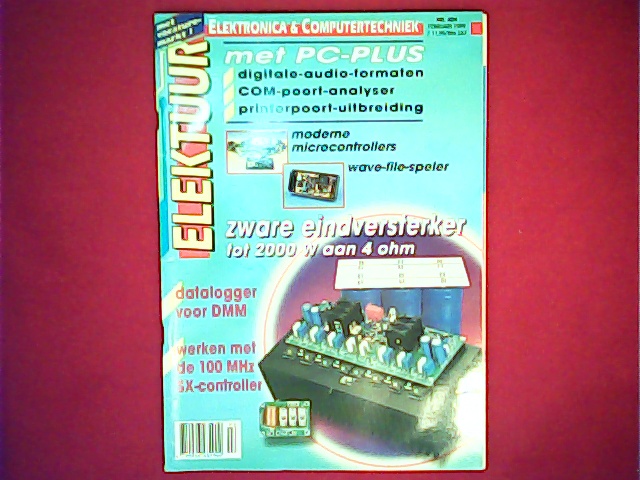 ELEKTUUR
ELEKTRONICA & COMPUTERTECHNIEK
met PC-PLUS
digitale-audio-formaten
COM-poort-analyser
printerpoort-uitbreiding
moderne
microcontrollers
wave-file-speler
zware eindversterker
tot 2000 W aan 4 ohm
datalogger
voor DMM
werken met
de 100 MHz
SX-controller